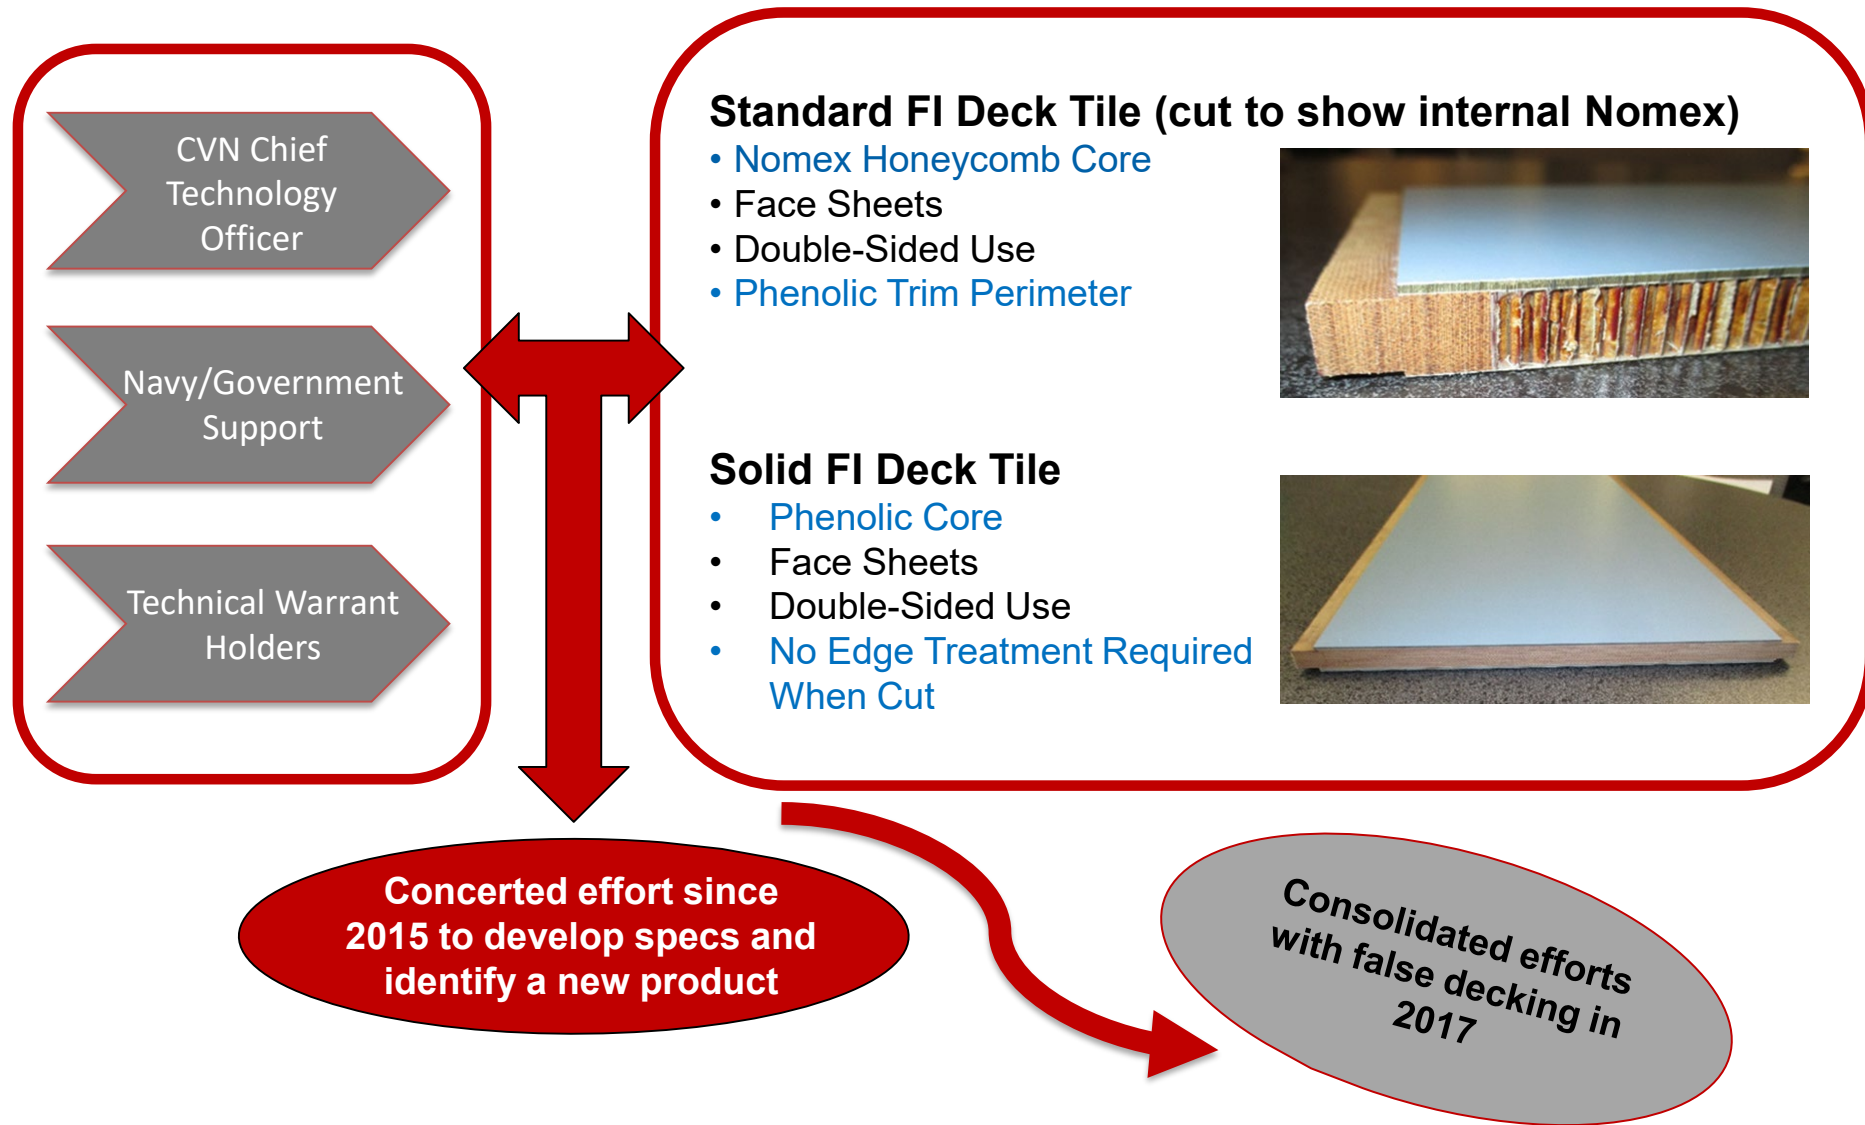 CVN Chief
Technology
Officer
Navy/Government
Support
Technical Warrant
Holders
Standard FI Deck Tile (cut to show internal Nomex)
• Nomex Honeycomb Core
• Face Sheets
• Double-Sided Use
• Phenolic Trim Perimeter
Solid FI Deck Tile
• Phenolic Core
• Face Sheets
• Double-Sided Use
• No Edge Treatment Required
When Cut
Concerted effort since
2015 to develop specs and
identify a new product
Consolidated efforts
with false decking in
2017